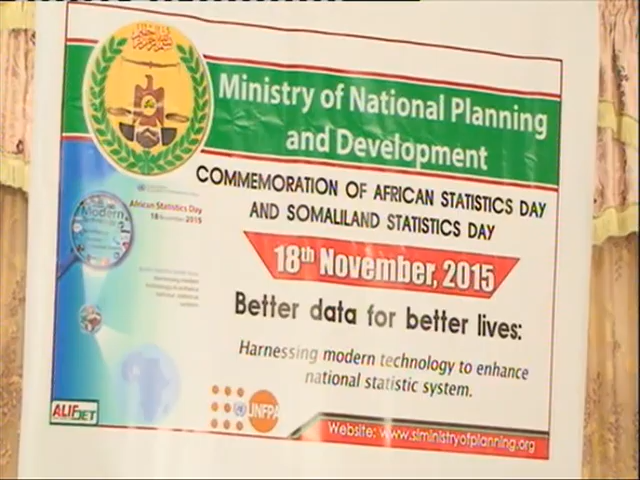 Ministry of National Planning
and Development
COMMEMORATION OF AFRICAN STATISTICS DAY
AND SOMALILAND STATISTICS DAY
18th November, 2015
Better data for better lives:
Harnessing modern technology to enhance
national statistic system.
African Statistics Day
18 November 2015
Modern
UNFPA
ALIF JET
Website: www.slministryofplanning.org